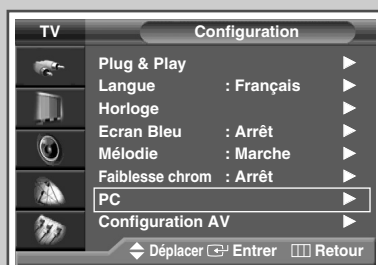 TV Configuration
Plug & Play
Langue : Français
Horloge
Ecran Bleu : Arrêt
Mélodie : Marche
Faiblesse chrom : Arrêt
PC
Configuration AV
Déplacer Entrer Retour